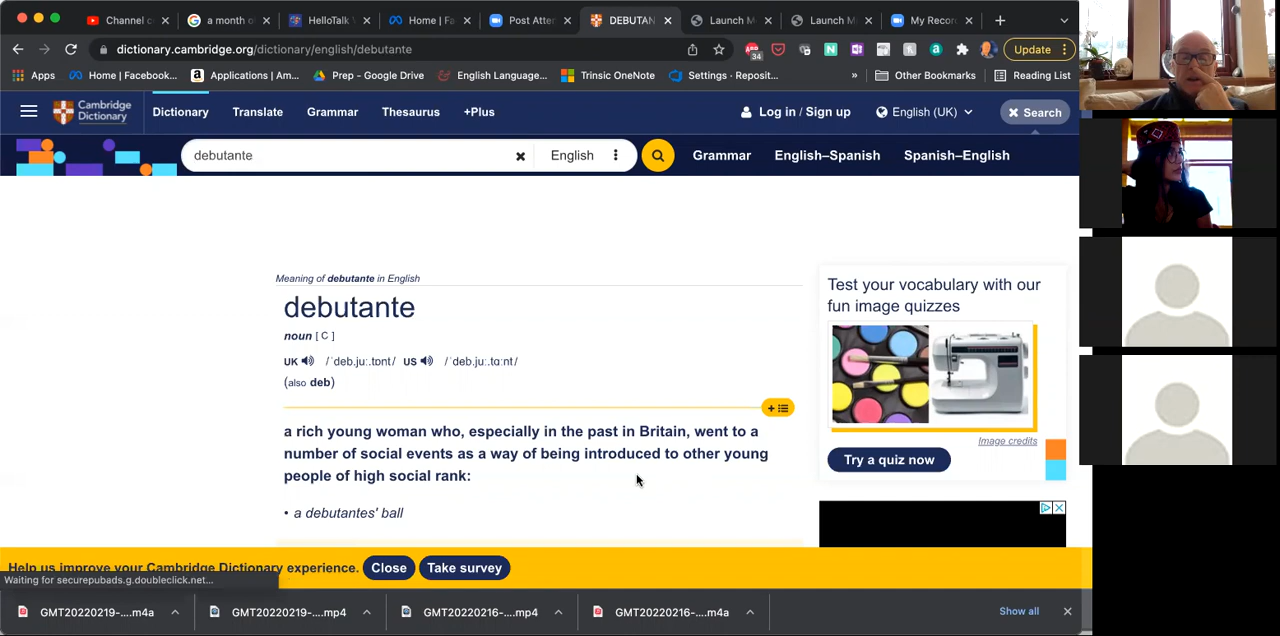 Channel c
a month o
HelloTalk
Home | Fa
Post Atter
DEBUTAN
Launch M
Launch M
My Record
dictionary.cambridge.org/dictionary/english/debutante
34
Update
Apps
Home | Facebook...
Applications | Am...
Prep - Google Drive
English Language...
Trinsic OneNote
Settings · Reposit...
»
Other Bookmarks
Reading List
Cambridge
Dictionary
Dictionary
Translate
Grammar
Thesaurus
+Plus
Log in / Sign up
English (UK)
Search
debutante
English
Grammar
English–Spanish
Spanish–English
Meaning of debutante in English
debutante
noun [ C ]
UK /ˈdeb.juː.tɒnt/ US /ˈdeb.juː.tɑːnt/
(also deb)
a rich young woman who, especially in the past in Britain, went to a
number of social events as a way of being introduced to other young
people of high social rank:
• a debutantes' ball
Test your vocabulary with our
fun image quizzes
Image credits
Try a quiz now
Help us improve your Cambridge Dictionary experience.
Close
Take survey
Waiting for securepubads.g.doubleclick.net...
GMT20220219-....m4a
GMT20220219-....mp4
GMT20220216-....mp4
GMT20220216-....m4a
Show all